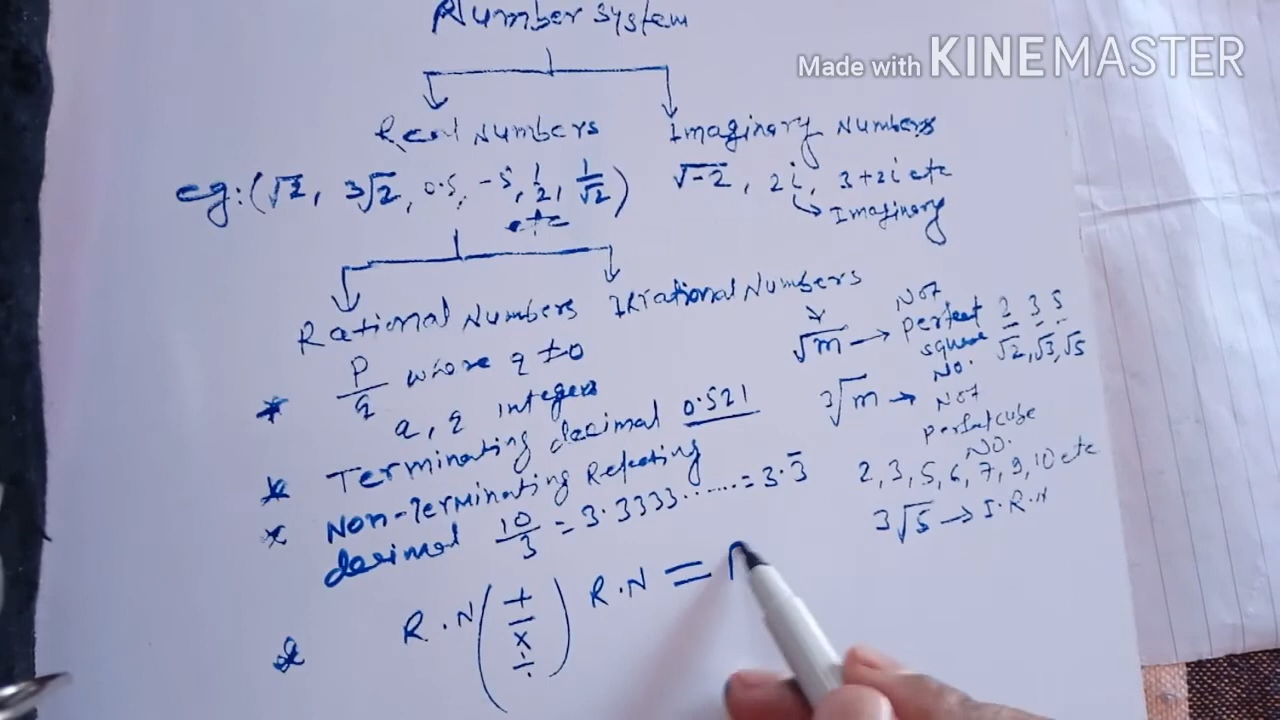 Number system
Made with KINEMASTER
Real Numbers
Imaginary Numbers
eg: (√2, 3√2, 0.5, -5, 1/2, 1/√2) etc
√-2, 2i, 3+2i etc
→ Imaginary
Rational Numbers
Irrational Numbers
* P/q where q ≠ 0
a, q integers
* Terminating decimal 0.521
* Non-Terminating Repeating
decimal 10/3 = 3.3333...... = 3.3̅
* R.N (+ - × ÷) R.N =
√m → Not
perfect 2 3 5
square √2, √3, √5
No.
3√m → Not
perfect cube
No.
2, 3, 5, 6, 7, 9, 10 etc
3√5 → I.R.N